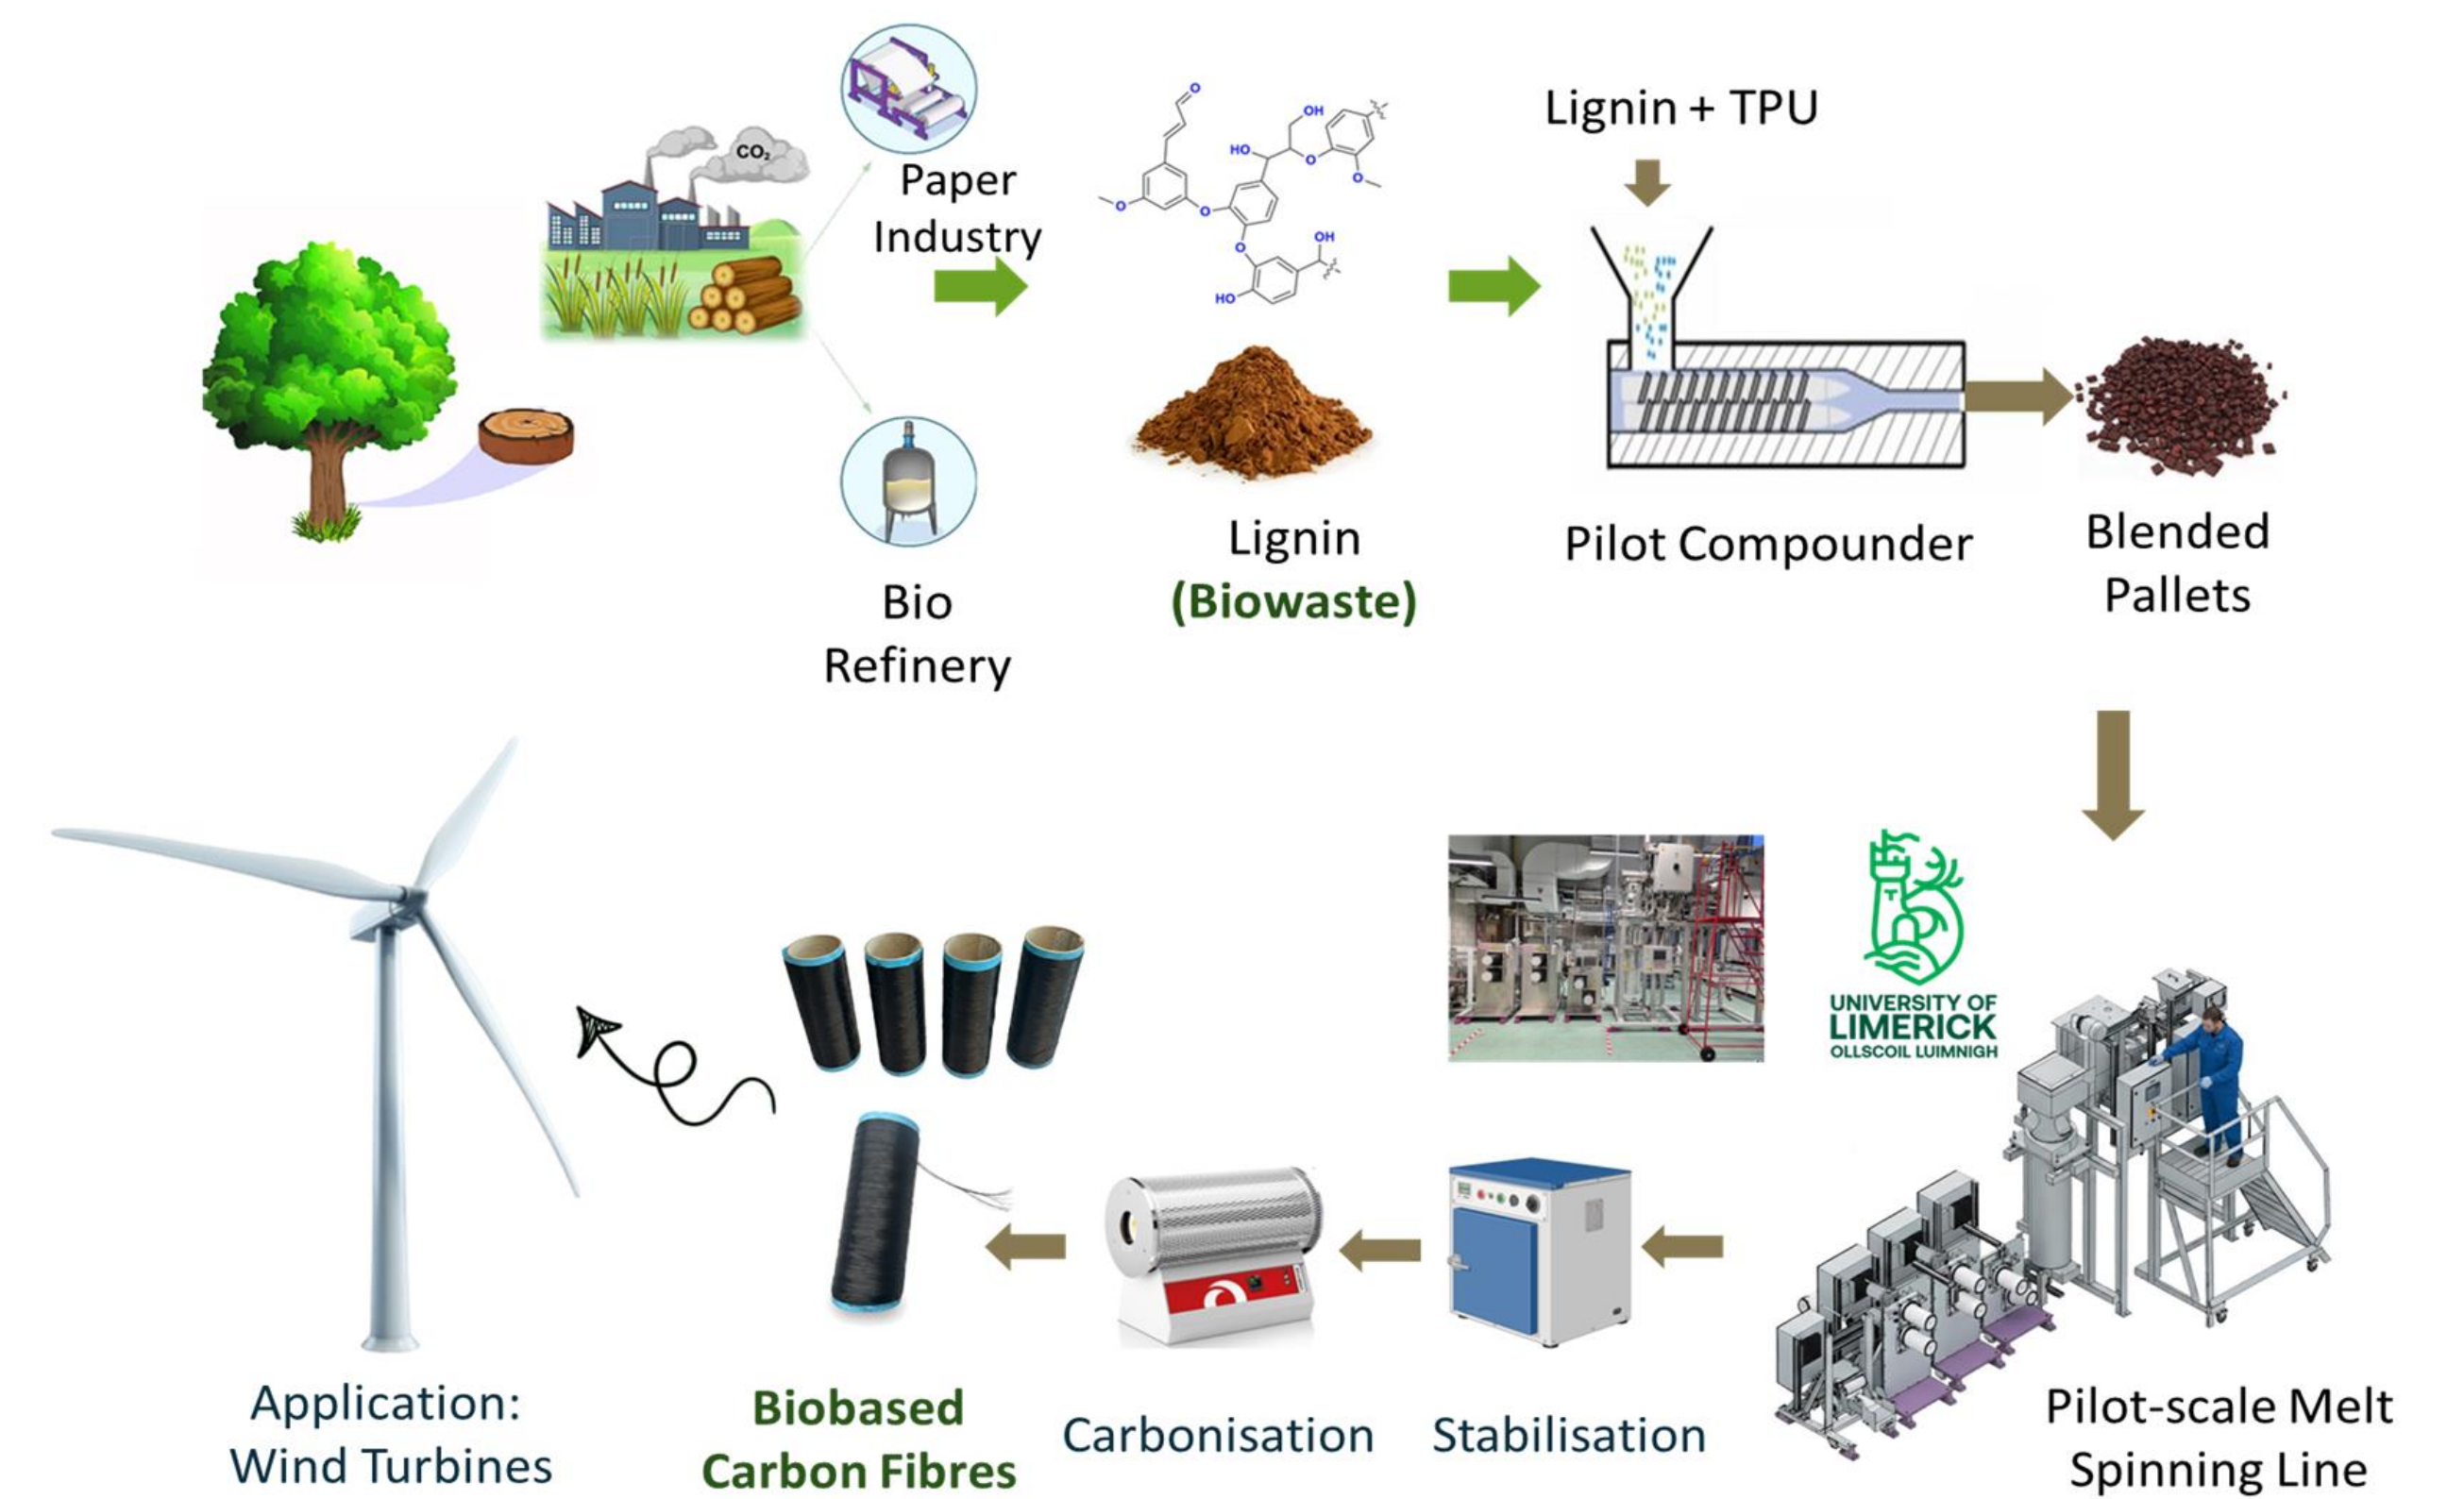 CO₂
Paper
Industry
Bio
Refinery
O
OH
HO
O
O
O
O
O
OH
HO
Lignin
(Biowaste)
Lignin + TPU
Pilot Compounder
Blended
Pallets
UNIVERSITY OF
LIMERICK
OLLSCOIL LUIMNIGH
Pilot-scale Melt
Spinning Line
Stabilisation
Carbonisation
Biobased
Carbon Fibres
Application:
Wind Turbines